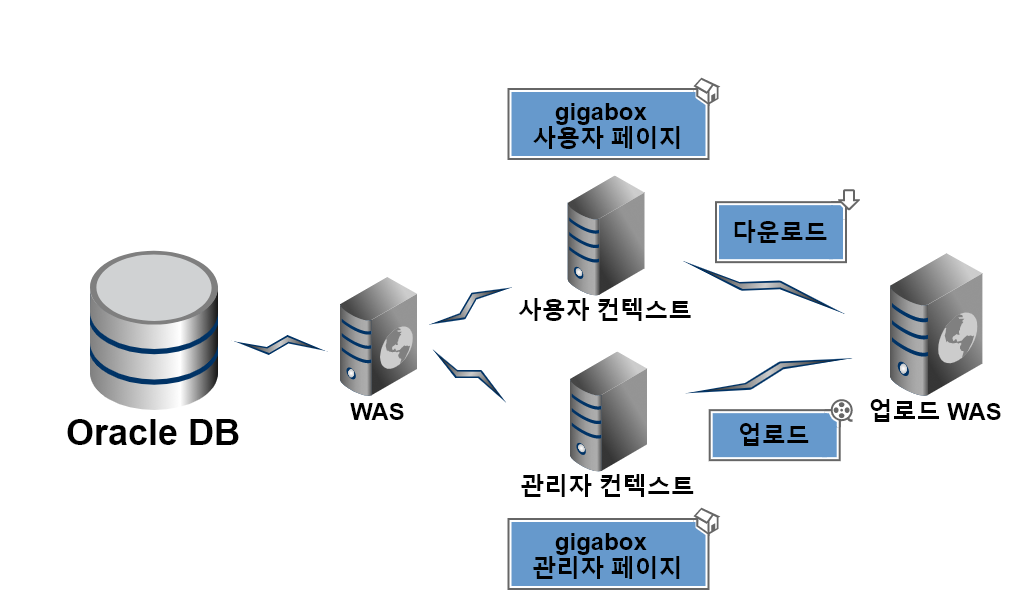 gigabox
사용자 페이지
다운로드
사용자 컨텍스트
WAS
Oracle DB
업로드 WAS
업로드
관리자 컨텍스트
gigabox
관리자 페이지